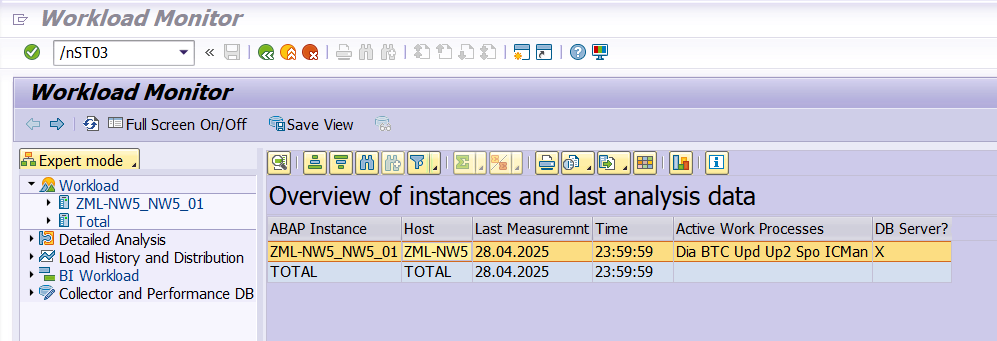 Workload Monitor
/nST03
Workload Monitor
Full Screen On/Off Save View
Expert mode
Workload
ZML-NW5_NW5_01
Total
Detailed Analysis
Load History and Distribution
BI Workload
Collector and Performance DB
Overview of instances and last analysis data
ABAP Instance Host Last Measuremnt Time Active Work Processes DB Server?
ZML-NW5_NW5_01 ZML-NW5 28.04.2025 23:59:59 Dia BTC Upd Up2 Spo ICMan X
TOTAL TOTAL 28.04.2025 23:59:59